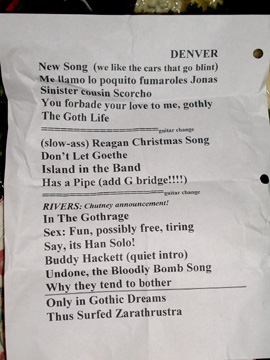 DENVER
New Song (we like the cars that go blint)
Me llamo lo poquito fumaroles Jonas
Sinister cousin Scorcho
You forbade your love to me, gothly
The Goth Life
=========================guitar change
(slow-ass) Reagan Christmas Song
Don't Let Goethe
Island in the Band
Has a Pipe (add G bridge!!!!)
=========================guitar change
RIVERS: Chutney announcement!
In The Gothrage
Sex: Fun, possibly free, tiring
Say, its Han Solo!
Buddy Hackett (quiet intro)
Undone, the Bloodly Bomb Song
Why they tend to bother
Only in Gothic Dreams
Thus Surfed Zarathrustra